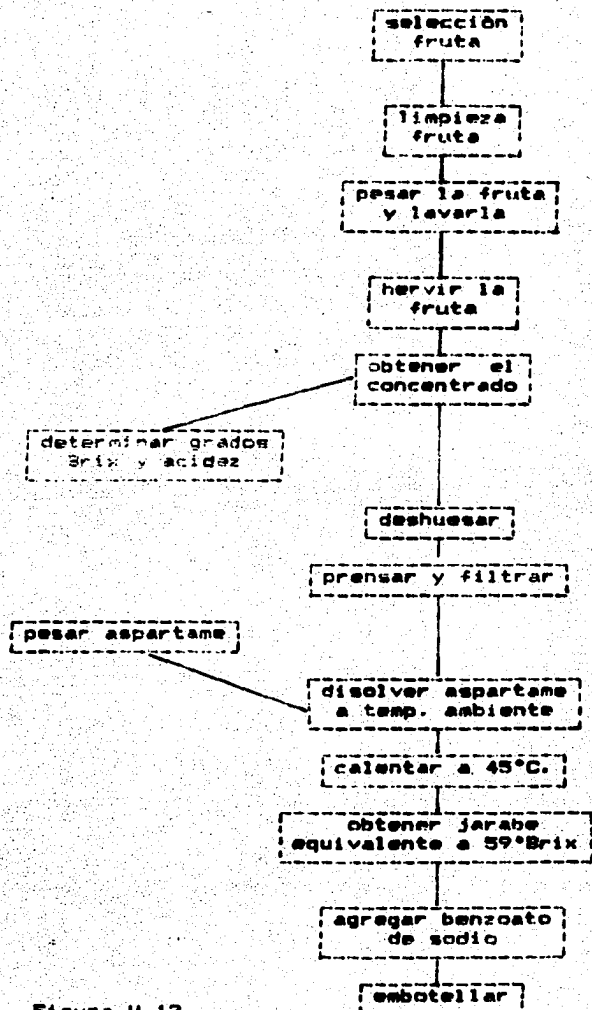 selección
fruta
limpieza
fruta
pesar la fruta
y lavarla
hervir la
fruta
obtener el
concentrado
determinar grados
Brix y acidez
deshuesar
prensar y filtrar
pesar aspartame
disolver aspartame
a temp. ambiente
calentar a 45°C.
obtener jarabe
equivalente a 59°Brix
agregar benzoato
de sodio
embotellar